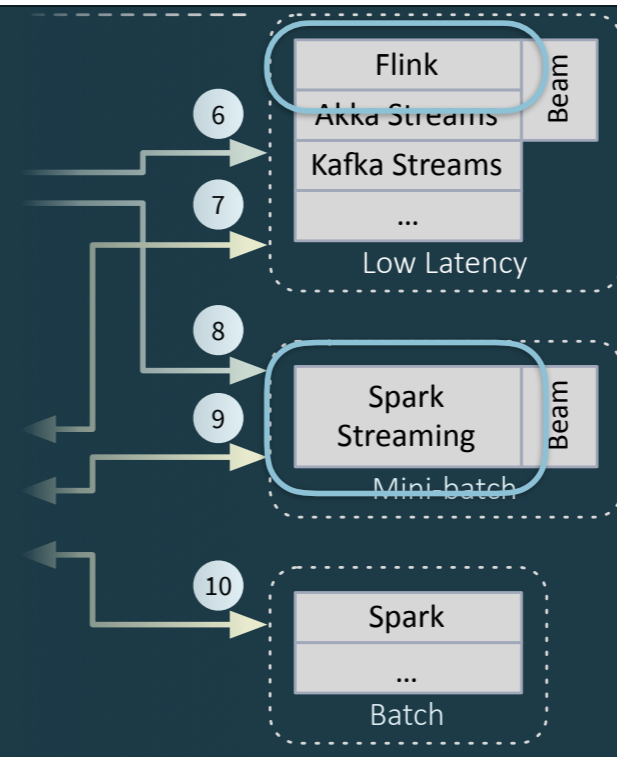 Flink
Beam
6
Akka Streams
Kafka Streams
7
...
Low Latency
8
Spark
Streaming
Beam
9
Mini-batch
10
Spark
...
Batch